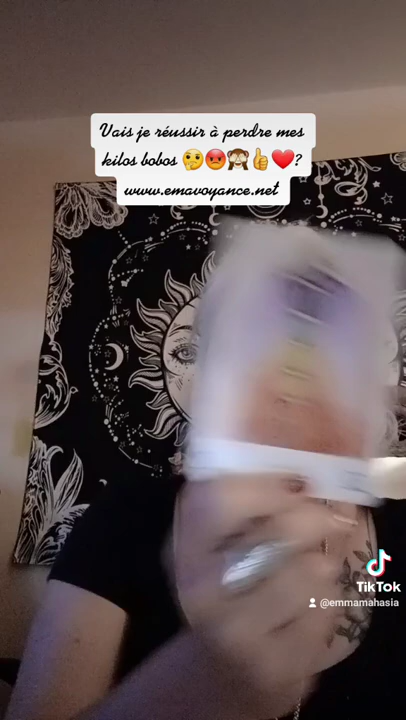 Vais je réussir à perdre mes
kilos bobos 🤔😡🙈👍❤️?
www.emavoyance.net
TikTok
@emmamahasia